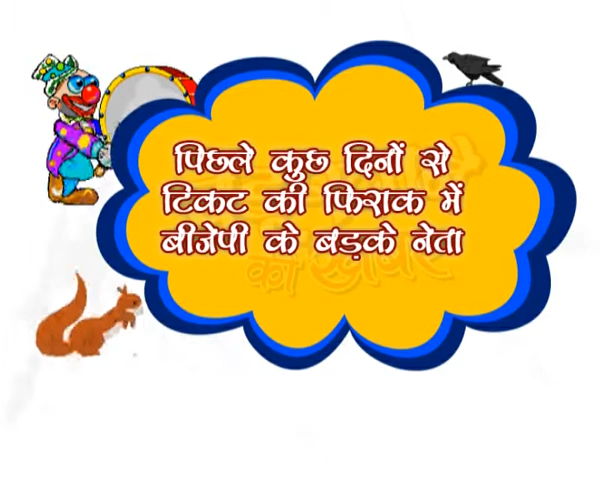 पिछले कुछ दिनों से
टिकट की फिराक में
बीजेपी के बड़के नेता